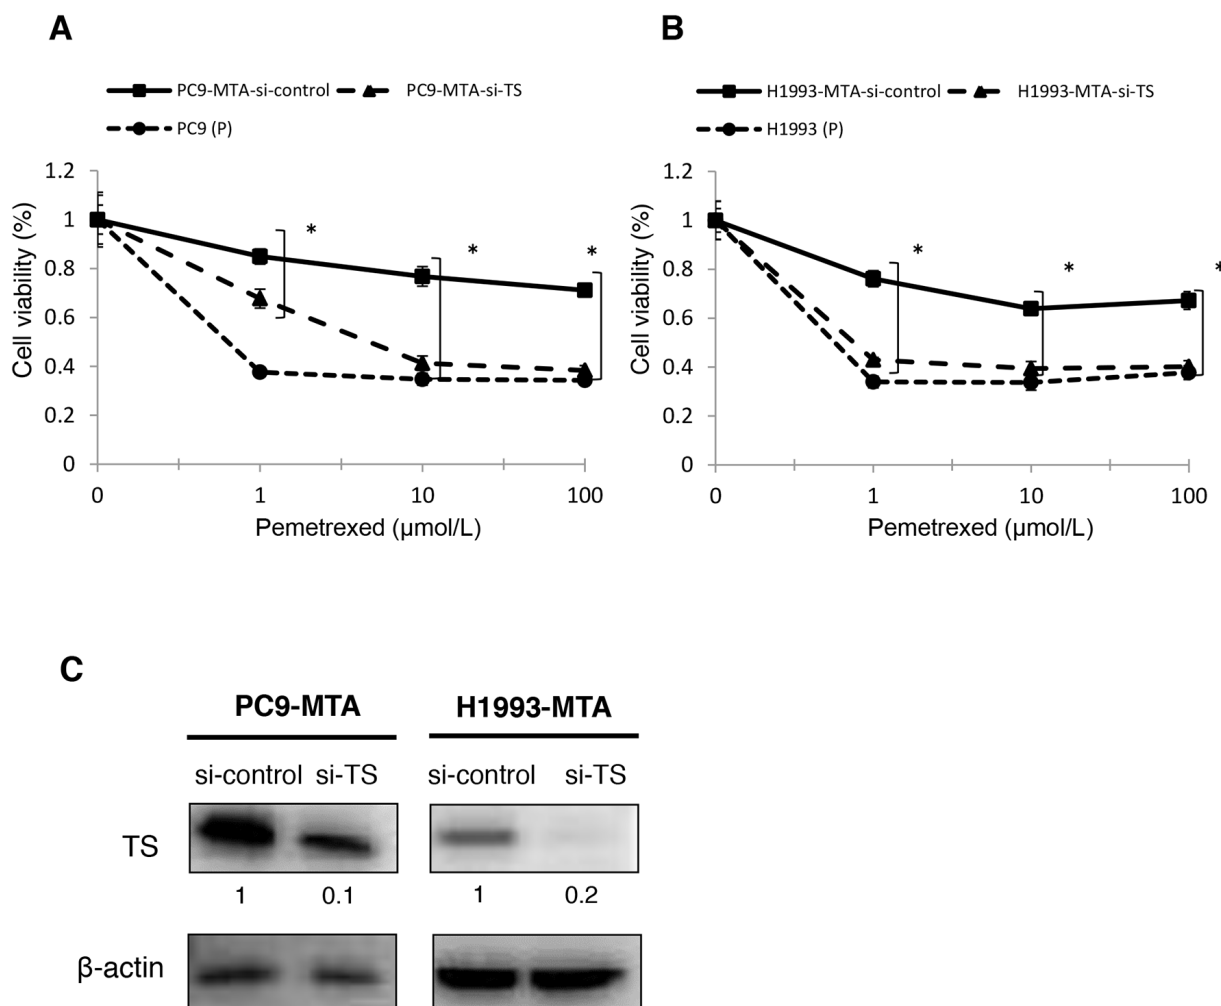 A
PC9-MTA-si-control PC9-MTA-si-TS
PC9 (P)
1.2
1
0.8
0.6
0.4
0.2
0
Cell viability (%)
* * *
0 1 10 100
Pemetrexed (μmol/L)
B
H1993-MTA-si-control H1993-MTA-si-TS
H1993 (P)
1.2
1
0.8
0.6
0.4
0.2
0
Cell viability (%)
* * *
0 1 10 100
Pemetrexed (μmol/L)
C
PC9-MTA H1993-MTA
si-control si-TS si-control si-TS
TS
1 0.1 1 0.2
β-actin